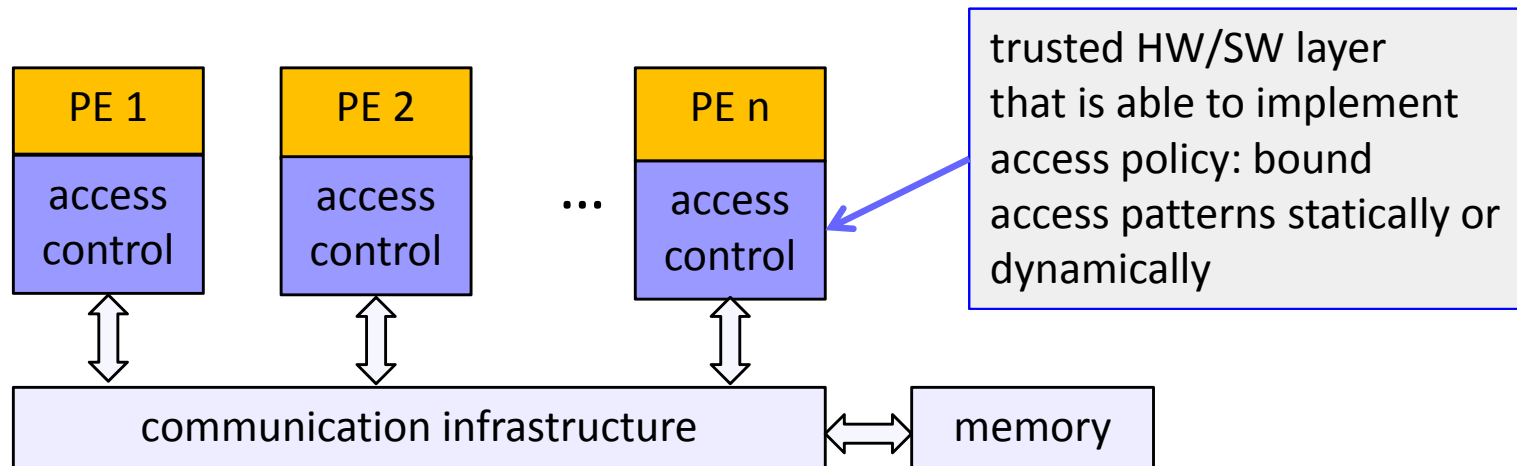 PE 1
access
control
PE 2
access
control
...
PE n
access
control
trusted HW/SW layer
that is able to implement
access policy: bound
access patterns statically or
dynamically
communication infrastructure
memory